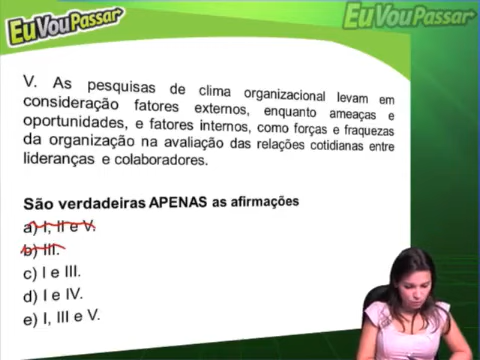 EuVouPassar
EuVouPassar
V. As pesquisas de clima organizacional levam em
consideração fatores externos, enquanto ameaças e
oportunidades, e fatores internos, como forças e fraquezas
da organização na avaliação das relações cotidianas entre
lideranças e colaboradores.
São verdadeiras APENAS as afirmações
a) I, II e V.
b) III.
c) I e III.
d) I e IV.
e) I, III e V.